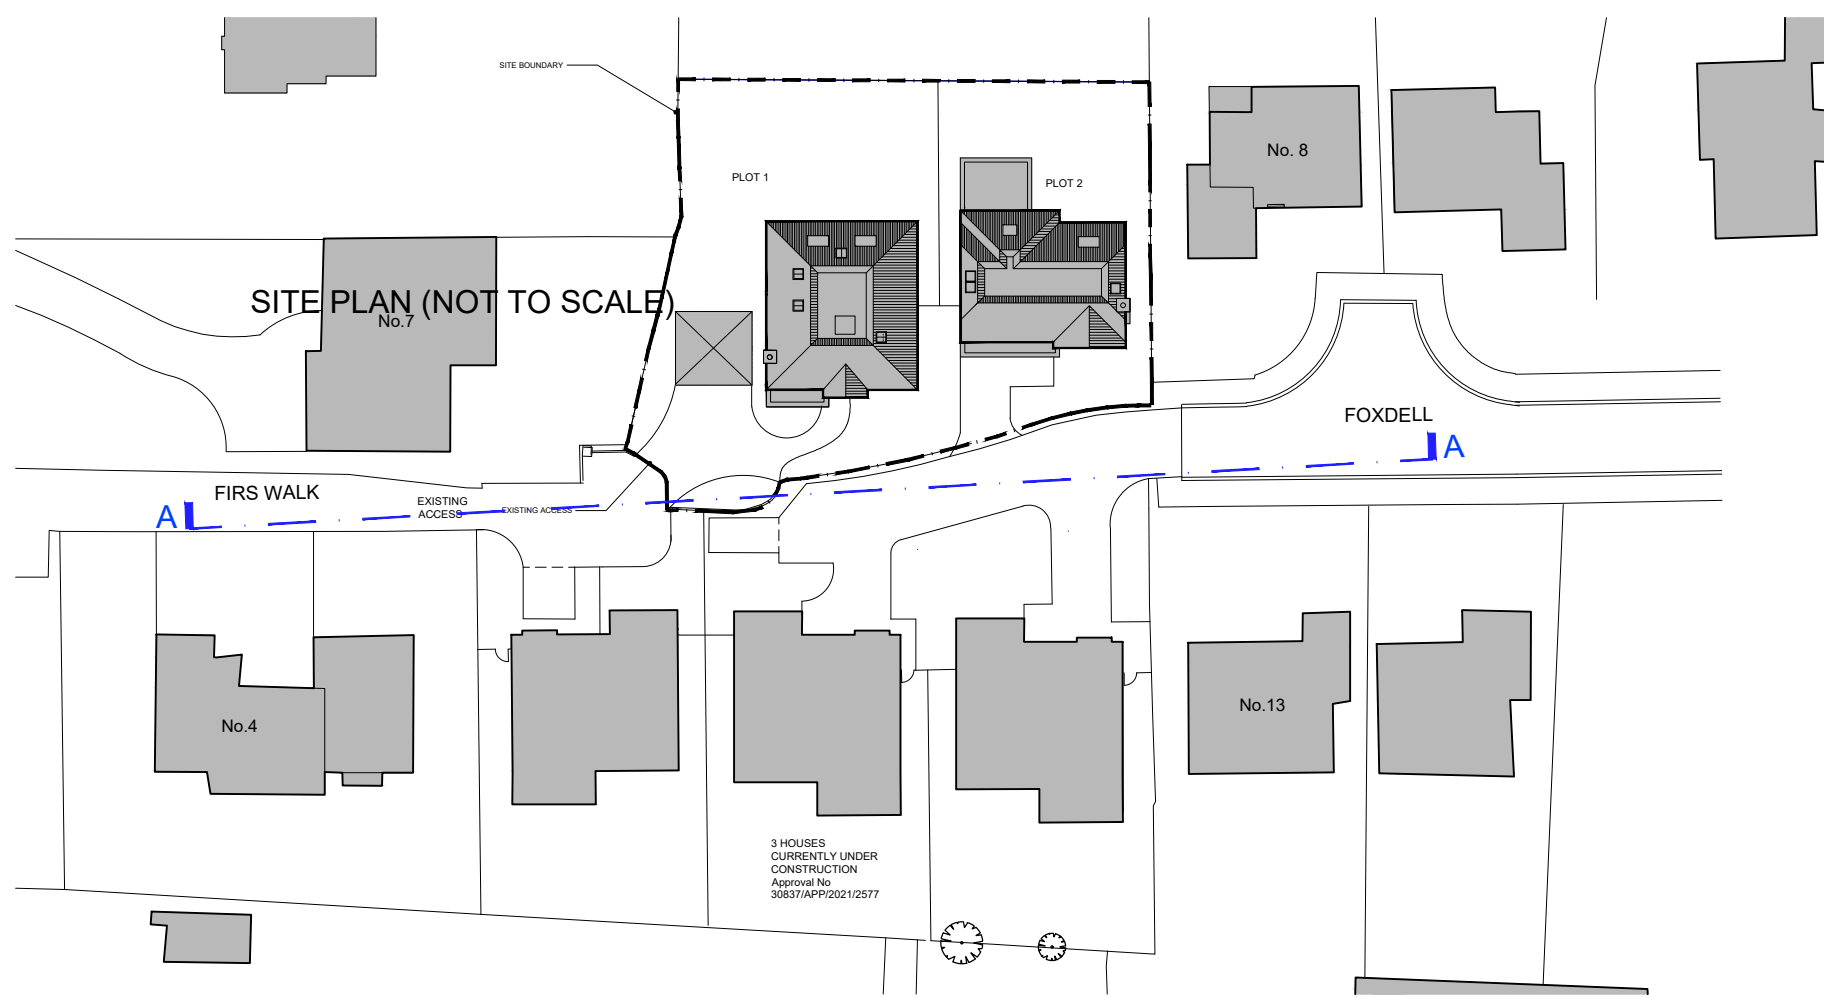 SITE BOUNDARY
No. 8
PLOT 1
PLOT 2
SITE PLAN (NOT TO SCALE)
No.7
FOXDELL
A
FIRS WALK
EXISTING
ACCESS
EXISTING ACCESS
A
No.4
No.13
3 HOUSES
CURRENTLY UNDER
CONSTRUCTION
Approval No
30837/APP/2021/2577